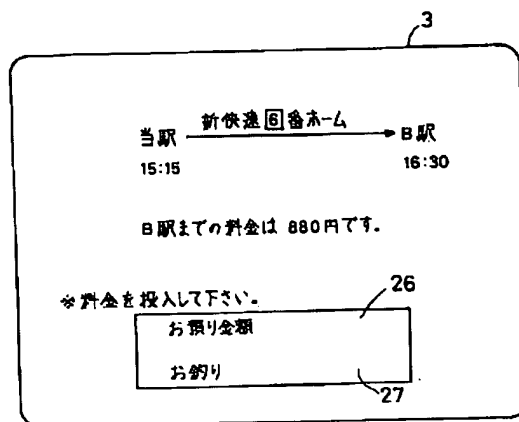 3
新快速 6 番ホーム
当駅 B駅
15:15 16:30
B駅までの料金は 880円です。
※料金を投入して下さい。
26
お預り金額
お釣り
27